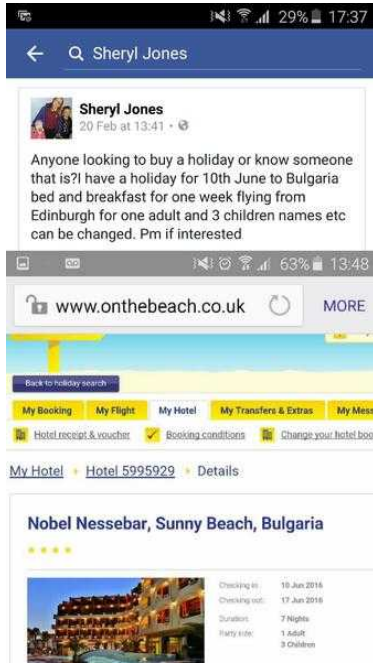 29% 17:37
Sheryl Jones
Sheryl Jones
20 Feb at 13:41 •
Anyone looking to buy a holiday or know someone
that is?I have a holiday for 10th June to Bulgaria
bed and breakfast for one week flying from
Edinburgh for one adult and 3 children names etc
can be changed. Pm if interested
63% 13:48
www.onthebeach.co.uk MORE
Back to holiday search
My Booking My Flight My Hotel My Transfers & Extras My Mess
Hotel receipt & voucher Booking conditions Change your hotel boo
My Hotel Hotel 5995929 Details
Nobel Nessebar, Sunny Beach, Bulgaria
Checking in: 10 Jun 2016
Checking out: 17 Jun 2016
Duration: 7 Nights
Party size: 1 Adult
3 Children